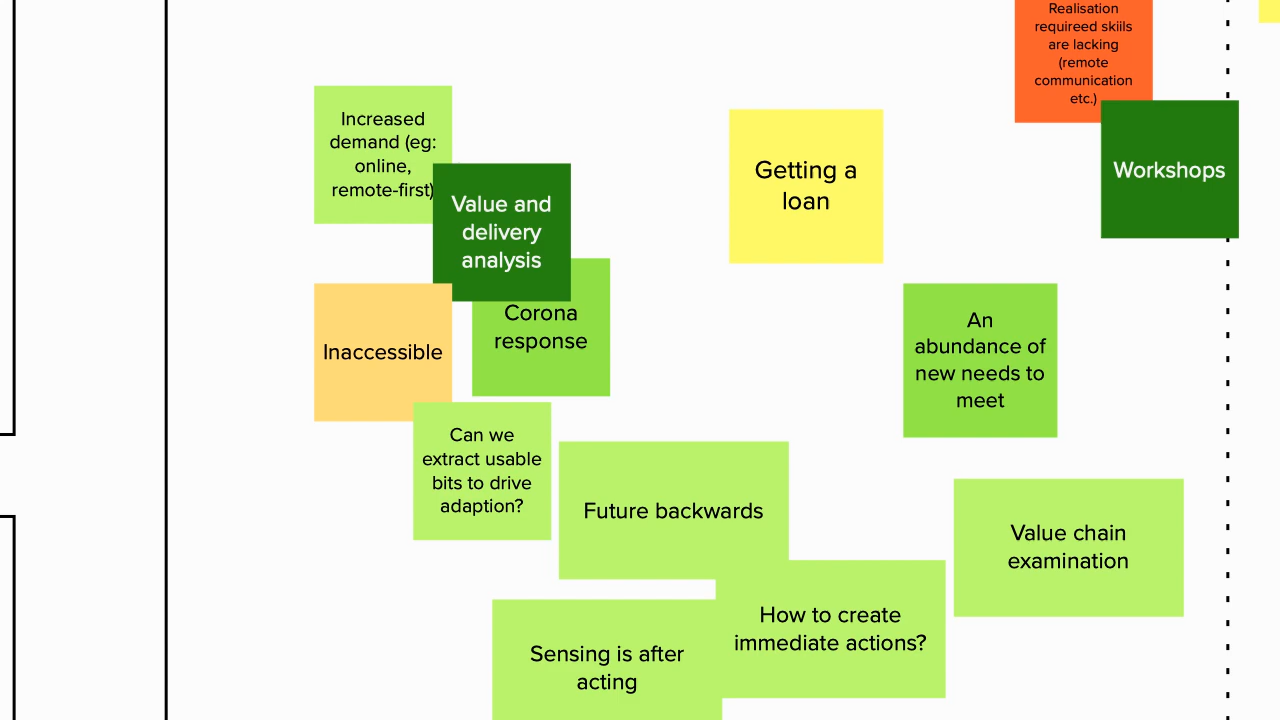 Realisation
requireed skiils
are lacking
(remote
communication
etc.)
Increased
demand (eg:
online,
remote-first)
Value and
delivery
analysis
Getting a
loan
Workshops
Corona
response
Inaccessible
An
abundance of
new needs to
meet
Can we
extract usable
bits to drive
adaption?
Future backwards
Value chain
examination
How to create
immediate actions?
Sensing is after
acting